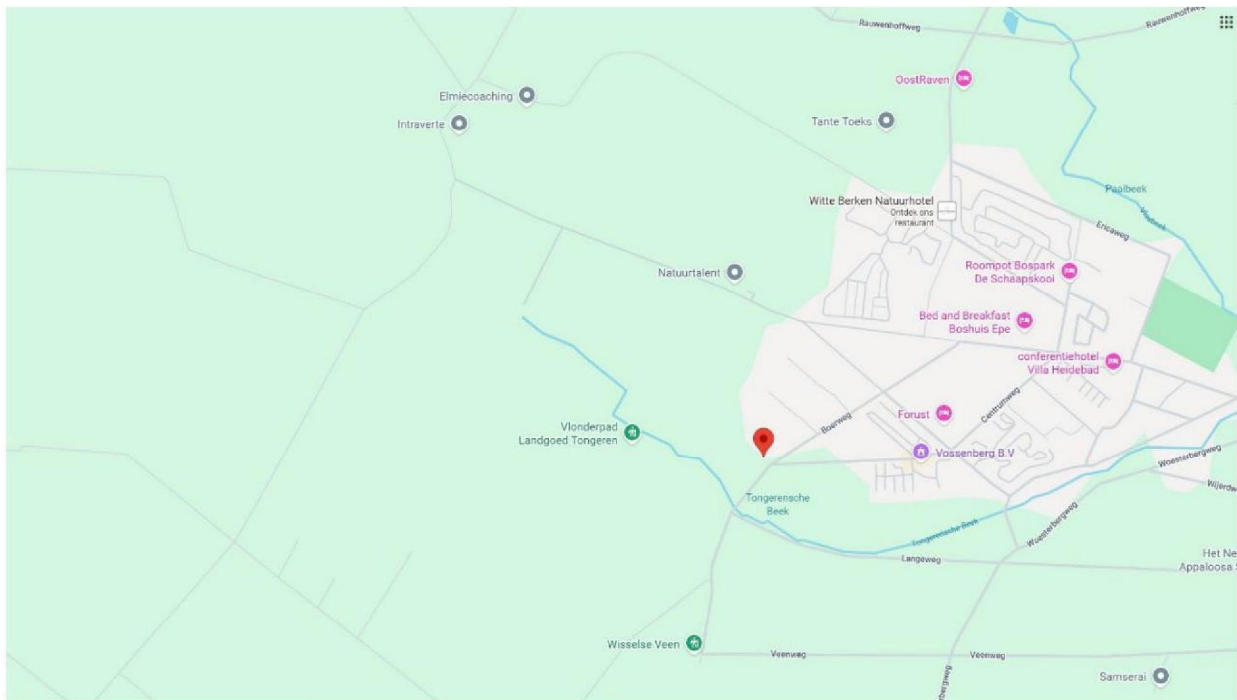 Rauwenhoffweg
Rauwenhoffweg
OostRaven
Elmiecoaching
Intraverte
Tante Toeks
Paalbeek
Vlasbeek
Witte Berken Natuurhotel
Ontdek ons
restaurant
Ericaweg
Natuurtalent
Roompot Bospark
De Schaapskooi
Bed and Breakfast
Boshuis Epe
conferentiehotel
Villa Heidebad
Centrumweg
Forust
Boerweg
Vlonderpad
Landgoed Tongeren
Vossenberg B.V
Woesterbergweg
Tongerensche
Beek
Tongerensche Beek
Woesterbergweg
Langeweg
Het Ne
Appaloosa S
Wisselse Veen
Veenweg
Veenweg
Samserai